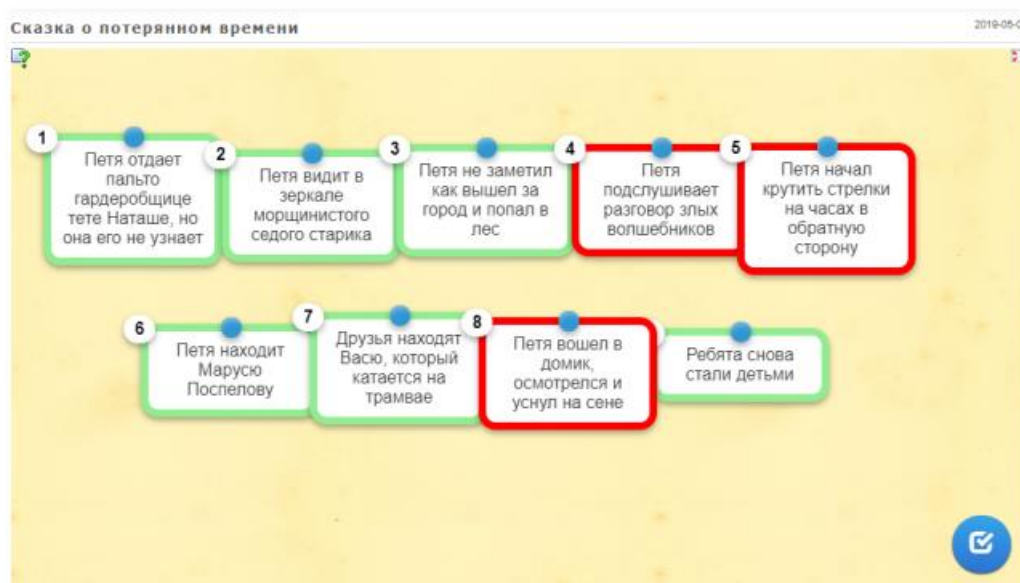 Сказка о потерянном времени
1
Петя отдает
пальто
гардеробщице
тете Наташе, но
она его не узнает
2
Петя видит в
зеркале
морщинистого
седого старика
3
Петя не заметил
как вышел за
город и попал в
лес
4
Петя
подслушивает
разговор злых
волшебников
5
Петя начал
крутить стрелки
на часах в
обратную
сторону
6
Петя находит
Марусю
Поспелову
7
Друзья находят
Васю, который
катается на
трамвае
8
Петя вошел в
домик,
осмотрелся и
уснул на сене
Ребята снова
стали детьми